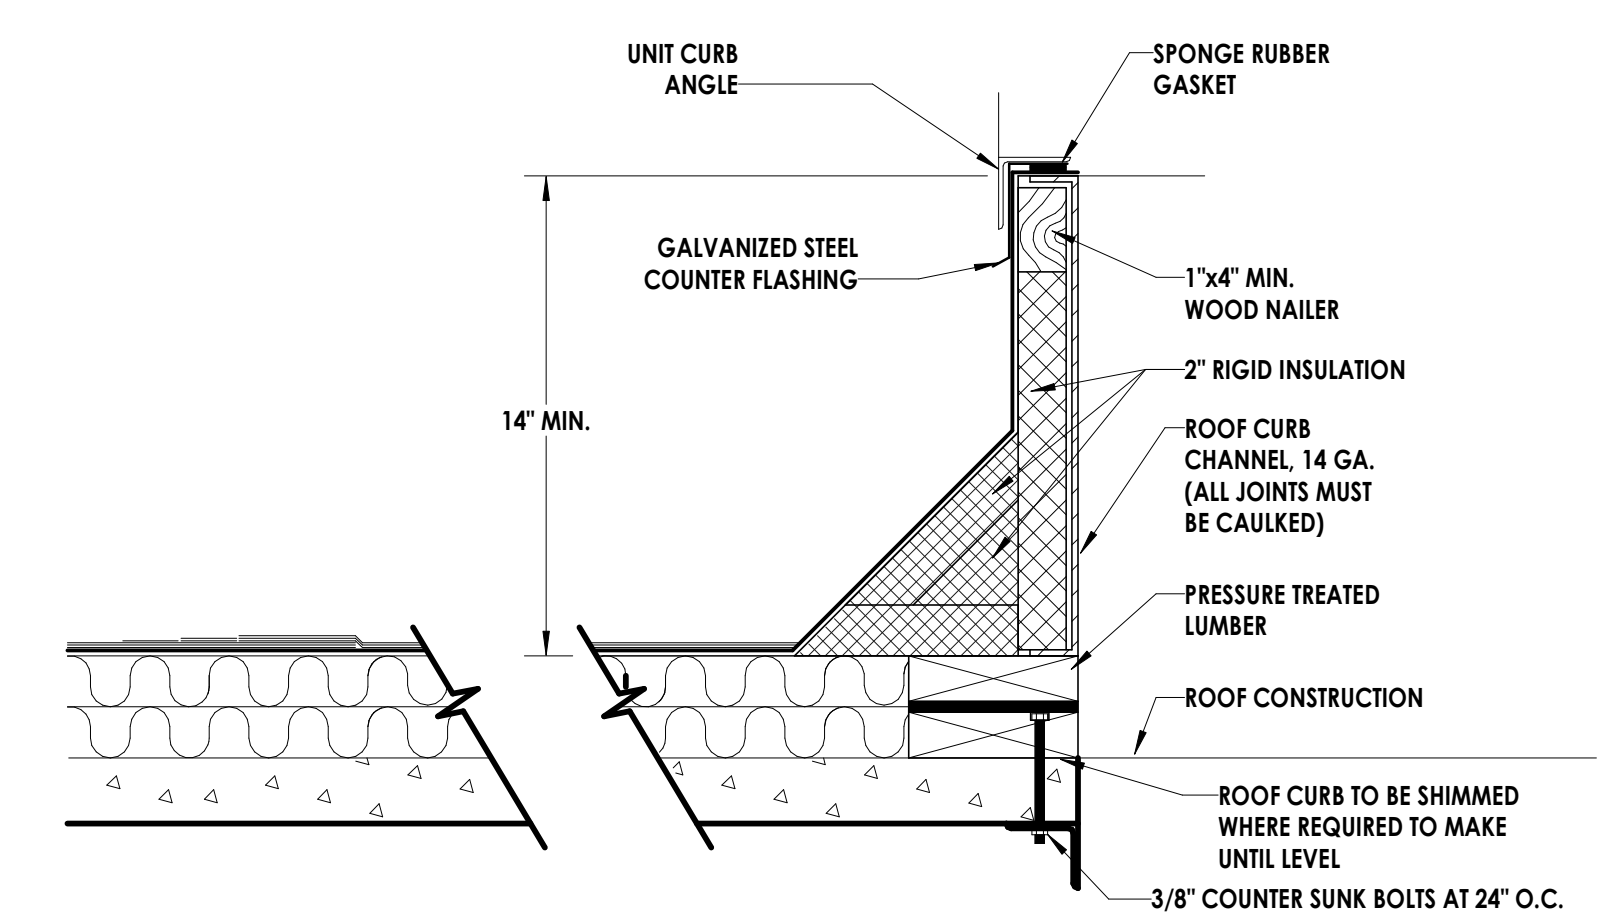 UNIT CURB
ANGLE
SPONGE RUBBER
GASKET
GALVANIZED STEEL
COUNTER FLASHING
1"x4" MIN.
WOOD NAILER
2" RIGID INSULATION
14" MIN.
ROOF CURB
CHANNEL, 14 GA.
(ALL JOINTS MUST
BE CAULKED)
PRESSURE TREATED
LUMBER
ROOF CONSTRUCTION
ROOF CURB TO BE SHIMMED
WHERE REQUIRED TO MAKE
UNTIL LEVEL
3/8" COUNTER SUNK BOLTS AT 24" O.C.